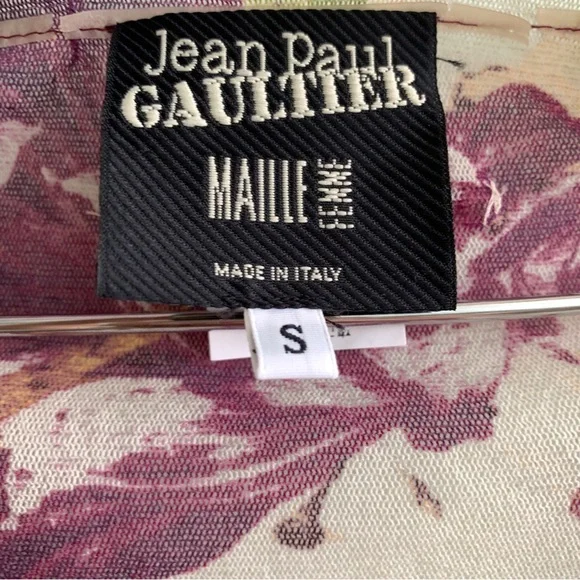 Jean Paul
GAULTIER
MAILLE
FEMME
MADE IN ITALY
S